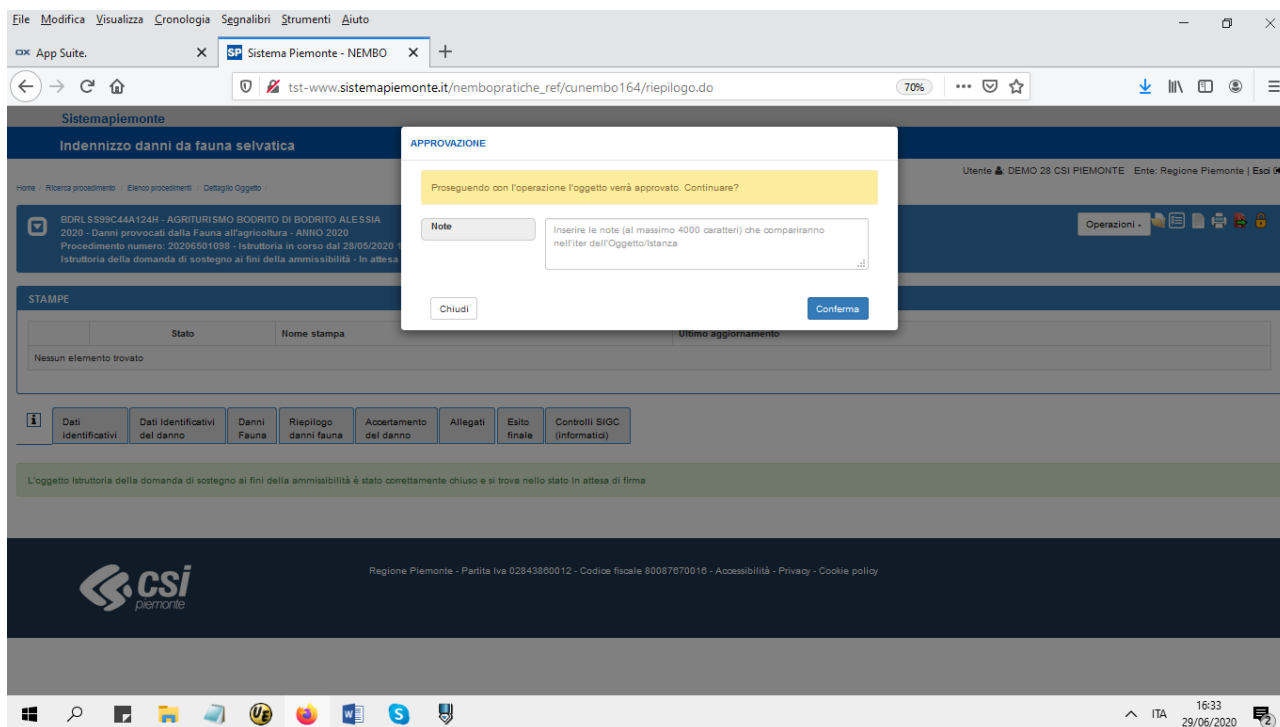 File Modifica Visualizza Cronologia Segnalibri Strumenti Aiuto
App Suite.
SP Sistema Piemonte - NEMBO
tst-www.sistemapiemonte.it/nembopratiche_ref/cunembo164/riepilogo.do
70%
Sistemapiemonte
Indennizzo danni da fauna selvatica
Utente DEMO 28 CSI PIEMONTE Ente: Regione Piemonte | Esci
Home / Ricerca procedimento / Elenco procedimenti / Dettaglio Oggetto /
BDRLSS99C44A124H - AGRITURISMO BODRITO DI BODRITO ALESSIA
2020 - Danni provocati dalla Fauna all'agricoltura - ANNO 2020
Procedimento numero: 20206501098 - Istruttoria in corso dal 28/05/2020 1
Istruttoria della domanda di sostegno ai fini della ammissibilità - In attesa
Operazioni -
APPROVAZIONE
Proseguendo con l'operazione l'oggetto verrà approvato. Continuare?
Note
Inserire le note (al massimo 4000 caratteri) che compariranno
nell'iter dell'Oggetto/Istanza
Chiudi
Conferma
STAMPE
Stato Nome stampa Ultimo aggiornamento
Nessun elemento trovato
Dati
identificativi
Dati Identificativi
del danno
Danni
Fauna
Riepilogo
danni fauna
Accertamento
del danno
Allegati
Esito
finale
Controlli SIGC
(informatici)
L'oggetto Istruttoria della domanda di sostegno ai fini della ammissibilità è stato correttamente chiuso e si trova nello stato In attesa di firma
csi
piemonte
Regione Piemonte - Partita Iva 02843860012 - Codice fiscale 80087670016 - Accessibilità - Privacy - Cookie policy
ITA
16:33
29/06/2020